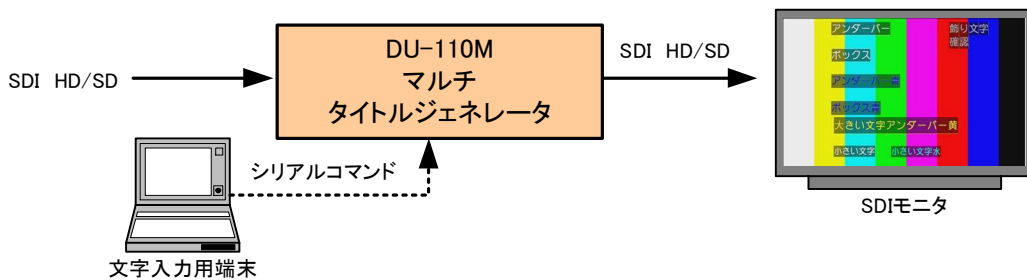 SDI HD/SD
DU-110M
マルチ
タイトルジェネレータ
SDI HD/SD
シリアルコマンド
文字入力用端末
アンダーバー
飾り文字
確認
ボックス
アンダーバー青
ボックス青
大きい文字アンダーバー黄
小さい文字
小さい文字水
SDIモニタ